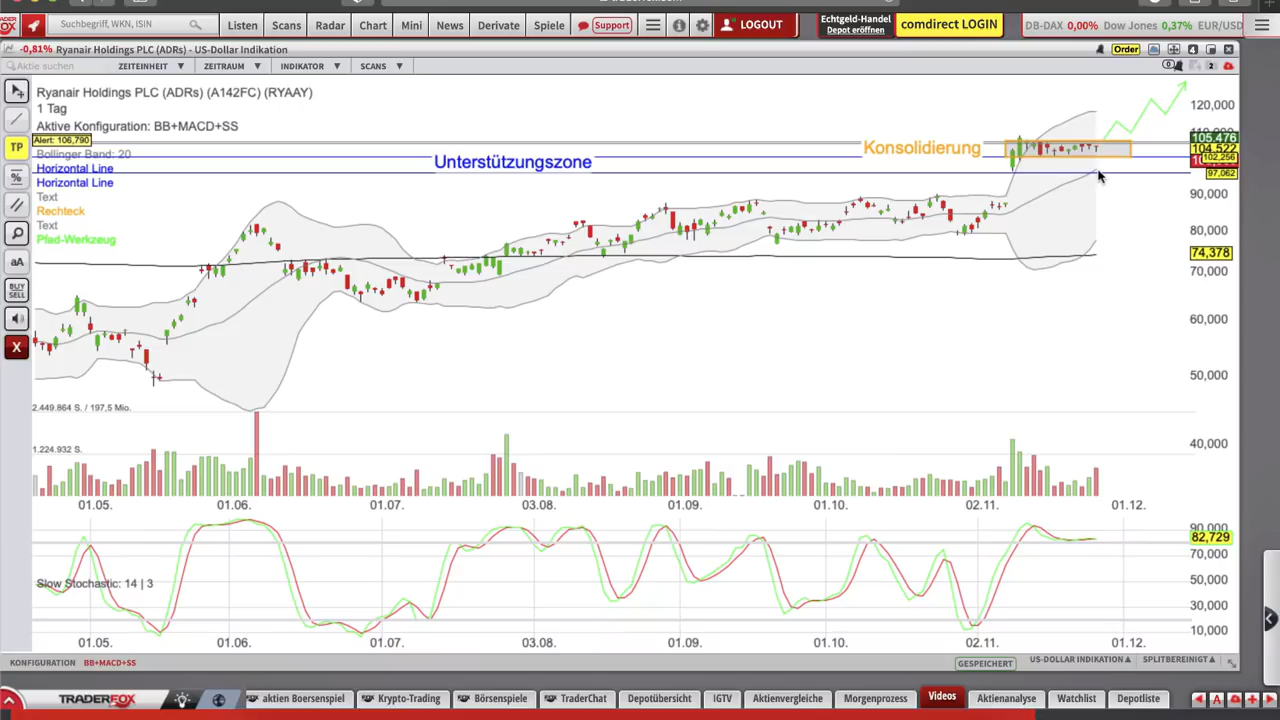 Suchbegriff, WKN, ISIN
Listen
Scans
Radar
Chart
Mini
News
Derivate
Spiele
Support
LOGOUT
Echtgeld-Handel
Depot eröffnen
comdirect LOGIN
DB-DAX 0,00% Dow Jones 0,37% EUR/USD
-0,81% Ryanair Holdings PLC (ADRs) - US-Dollar Indikation
Order
4
Aktie suchen
ZEITEINHEIT
ZEITRAUM
INDIKATOR
SCANS
0
2
Ryanair Holdings PLC (ADRs) (A142FC) (RYAAY)
1 Tag
Aktive Konfiguration: BB+MACD+SS
Alert: 106,790
Bollinger Band: 20
Horizontal Line
Horizontal Line
Text
Rechteck
Text
Pfad-Werkzeug
TP
%
aA
BUY
SELL
X
Unterstützungszone
Konsolidierung
120,000
105,476
104,522
102,256
97,062
90,000
80,000
74,378
70,000
60,000
50,000
40,000
2.449.864 S. / 197,5 Mio.
1.224.932 S.
01.05.
01.06.
01.07.
03.08.
01.09.
01.10.
02.11.
01.12.
90,000
82,729
70,000
50,000
30,000
10,000
Slow Stochastic: 14 | 3
01.05.
01.06.
01.07.
03.08.
01.09.
01.10.
02.11.
01.12.
KONFIGURATION BB+MACD+SS
GESPEICHERT
US-DOLLAR INDIKATION
SPLITBEREINIGT
TRADERFOX
aktien Boersenspiel
Krypto-Trading
Börsenspiele
TraderChat
Depotübersicht
IGTV
Aktienvergleiche
Morgenprozess
Videos
Aktienanalyse
Watchlist
Depotliste
A